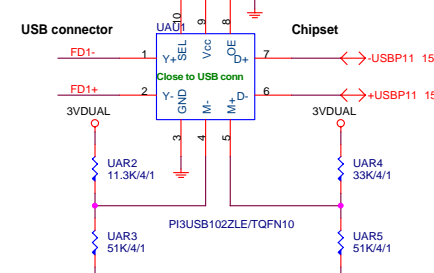 10
9
8
USB connector
UAU1
Chipset
SEL
Vcc
OE
FD1-
1
Y+
D+
7
-USBP11 15
Close to USB conn
FD1+
2
Y-
D-
6
+USBP11 15
GND
M-
M+
3VDUAL
3VDUAL
3
4
5
UAR2
11.3K/4/1
UAR4
33K/4/1
PI3USB102ZLE/TQFN10
UAR3
51K/4/1
UAR5
51K/4/1